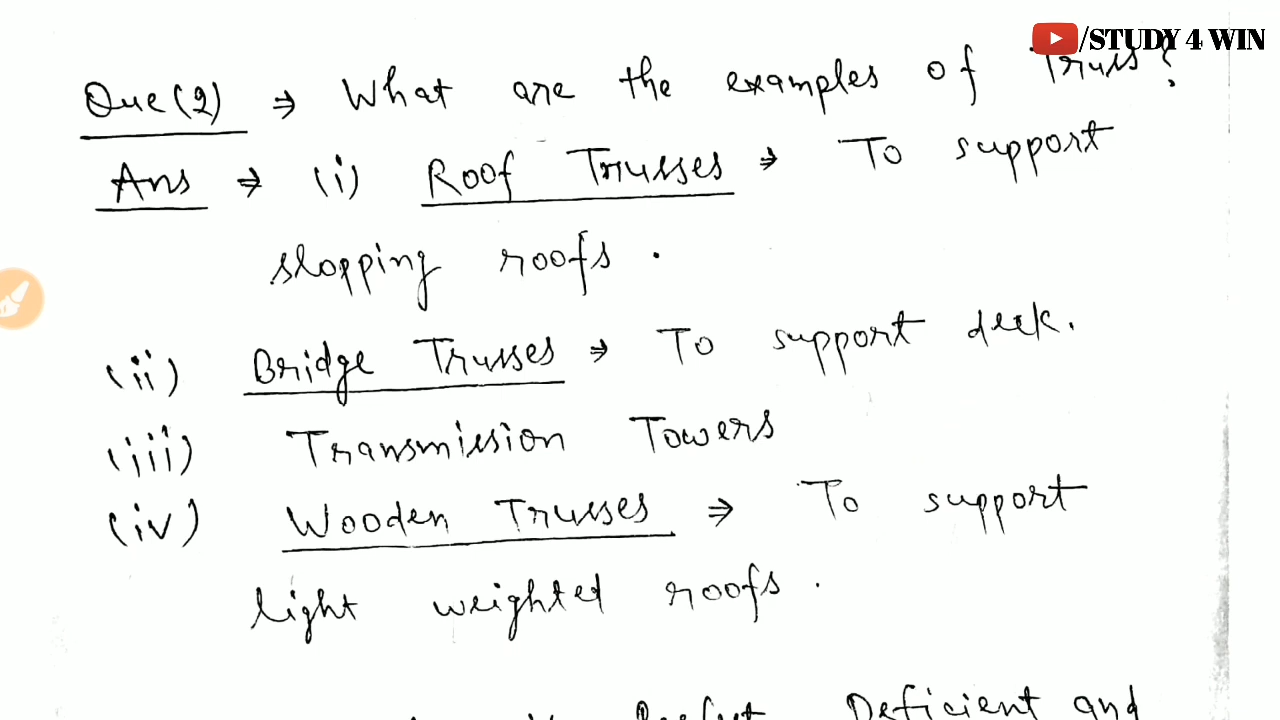 /STUDY 4 WIN
Que(2) ⇒ What are the examples of Truss?
Ans ⇒ (i) Roof Trusses ⇒ To support
slopping roofs.
(ii) Bridge Trusses ⇒ To support deck.
(iii) Transmission Towers
(iv) Wooden Trusses ⇒ To support
light weighted roofs.
Deficient and